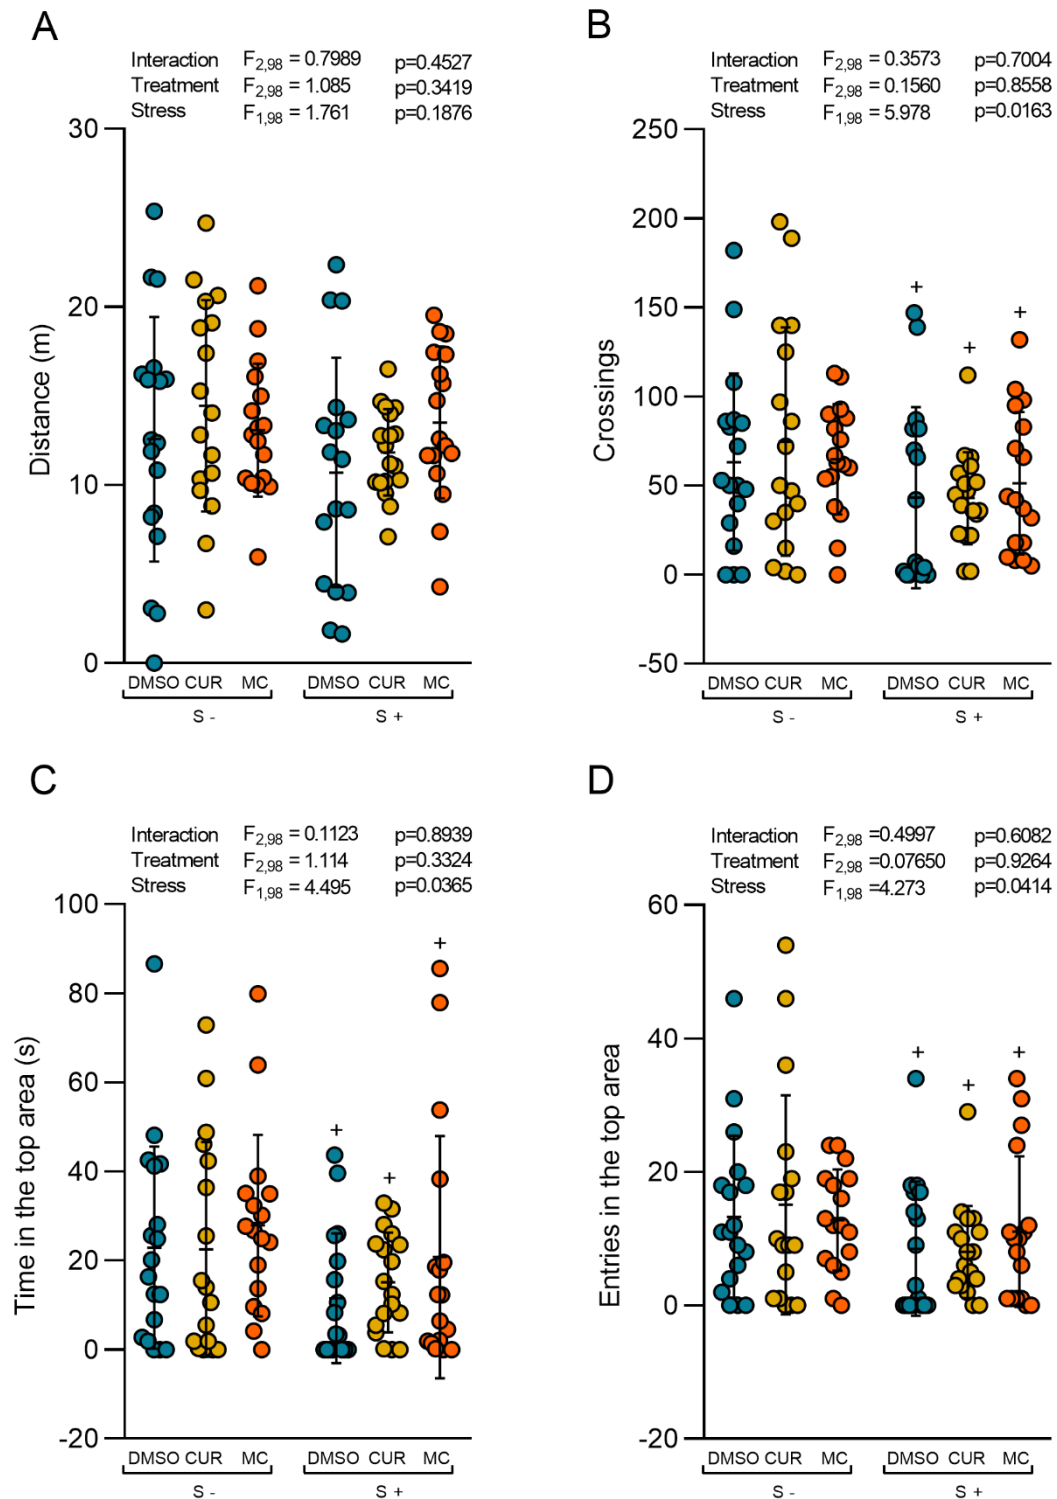 A
Interaction F2,98 = 0.7989 p=0.4527
Treatment F2,98 = 1.085 p=0.3419
Stress F1,98 = 1.761 p=0.1876
30
20
10
0
Distance (m)
DMSO CUR MC DMSO CUR MC
S - S +
B
Interaction F2,98 = 0.3573 p=0.7004
Treatment F2,98 = 0.1560 p=0.8558
Stress F1,98 = 5.978 p=0.0163
250
200
150
100
50
0
-50
Crossings
+ + +
DMSO CUR MC DMSO CUR MC
S - S +
C
Interaction F2,98 = 0.1123 p=0.8939
Treatment F2,98 = 1.114 p=0.3324
Stress F1,98 = 4.495 p=0.0365
100
80
60
40
20
0
-20
Time in the top area (s)
+ + +
DMSO CUR MC DMSO CUR MC
S - S +
D
Interaction F2,98 =0.4997 p=0.6082
Treatment F2,98 =0.07650 p=0.9264
Stress F1,98 =4.273 p=0.0414
60
40
20
0
-20
Entries in the top area
+ + +
DMSO CUR MC DMSO CUR MC
S - S +